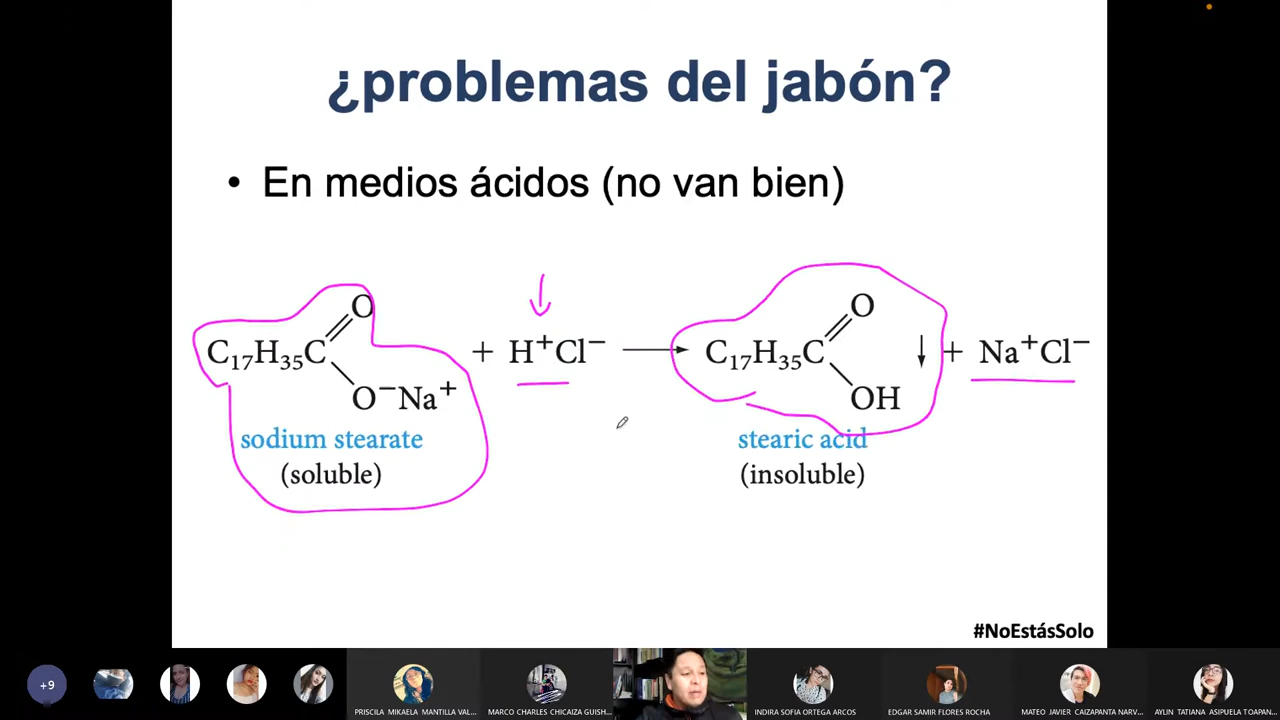 ¿problemas del jabón?
• En medios ácidos (no van bien)
O O
C₁₇H₃₅C + H⁺Cl⁻ → C₁₇H₃₅C ↓ + Na⁺Cl⁻
O⁻Na⁺ OH
sodium stearate stearic acid
(soluble) (insoluble)
#NoEstásSolo
+9
PRISCILA MIKAELA MANTILLA VAL... MARCO CHARLES CHICAIZA GUISH... INDIRA SOFIA ORTEGA ARCOS EDGAR SAMIR FLORES ROCHA MATEO JAVIER CAIZAPANTA NARV... AYLIN TATIANA ASIPUELA TOAPAN...